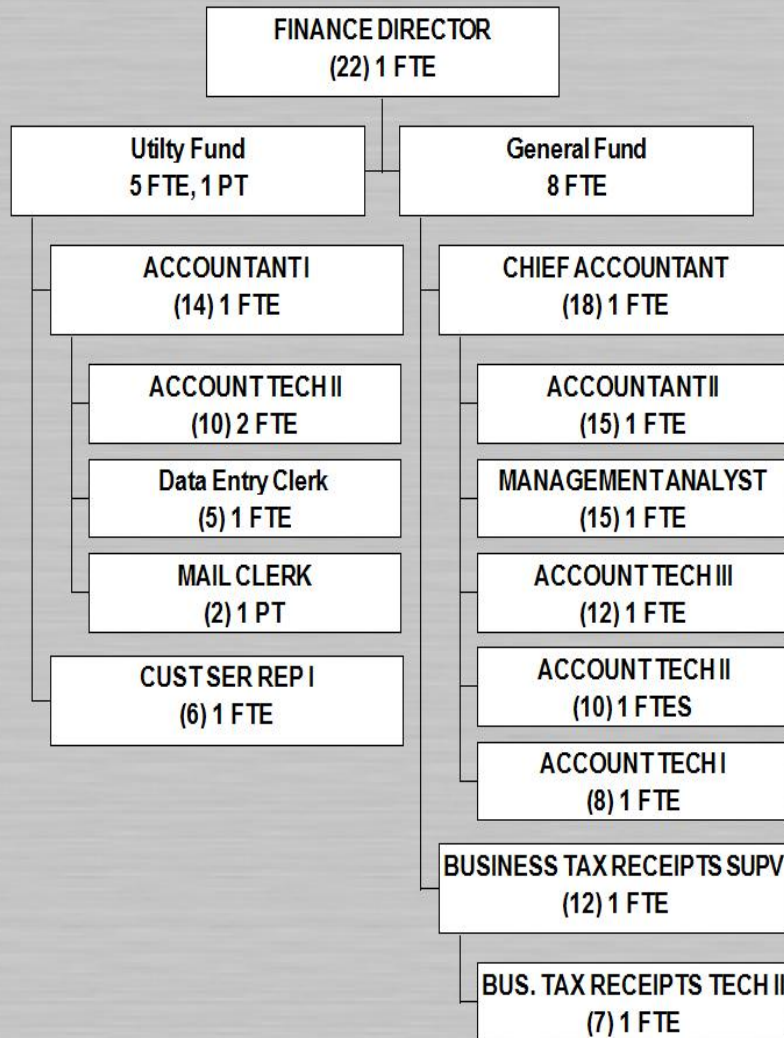 FINANCE DIRECTOR
(22) 1 FTE
Utilty Fund
5 FTE, 1 PT
General Fund
8 FTE
ACCOUNTANT I
(14) 1 FTE
ACCOUNT TECH II
(10) 2 FTE
Data Entry Clerk
(5) 1 FTE
MAIL CLERK
(2) 1 PT
CUST SER REP I
(6) 1 FTE
CHIEF ACCOUNTANT
(18) 1 FTE
ACCOUNTANT II
(15) 1 FTE
MANAGEMENT ANALYST
(15) 1 FTE
ACCOUNT TECH III
(12) 1 FTE
ACCOUNT TECH II
(10) 1 FTES
ACCOUNT TECH I
(8) 1 FTE
BUSINESS TAX RECEIPTS SUPV
(12) 1 FTE
BUS. TAX RECEIPTS TECH II
(7) 1 FTE